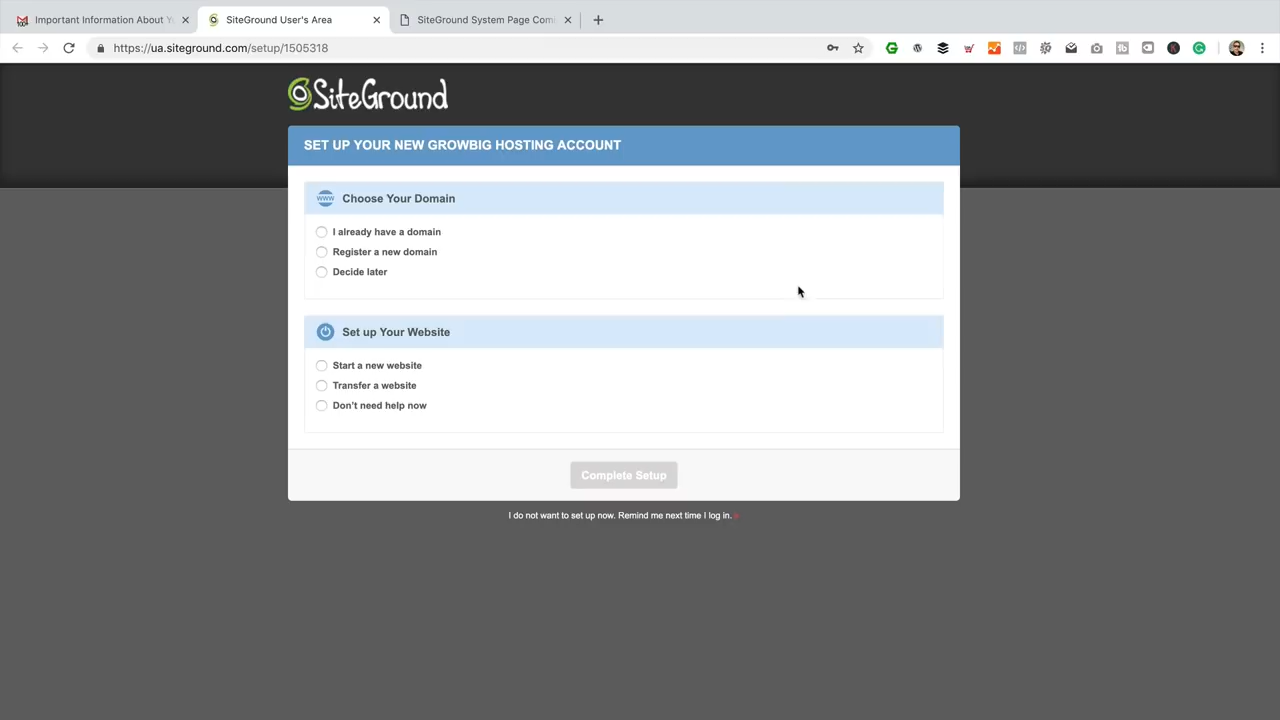 Important Information About Y
SiteGround User's Area
SiteGround System Page Comi
https://ua.siteground.com/setup/1505318
SiteGround
SET UP YOUR NEW GROWBIG HOSTING ACCOUNT
www
Choose Your Domain
I already have a domain
Register a new domain
Decide later
Set up Your Website
Start a new website
Transfer a website
Don't need help now
Complete Setup
I do not want to set up now. Remind me next time I log in.